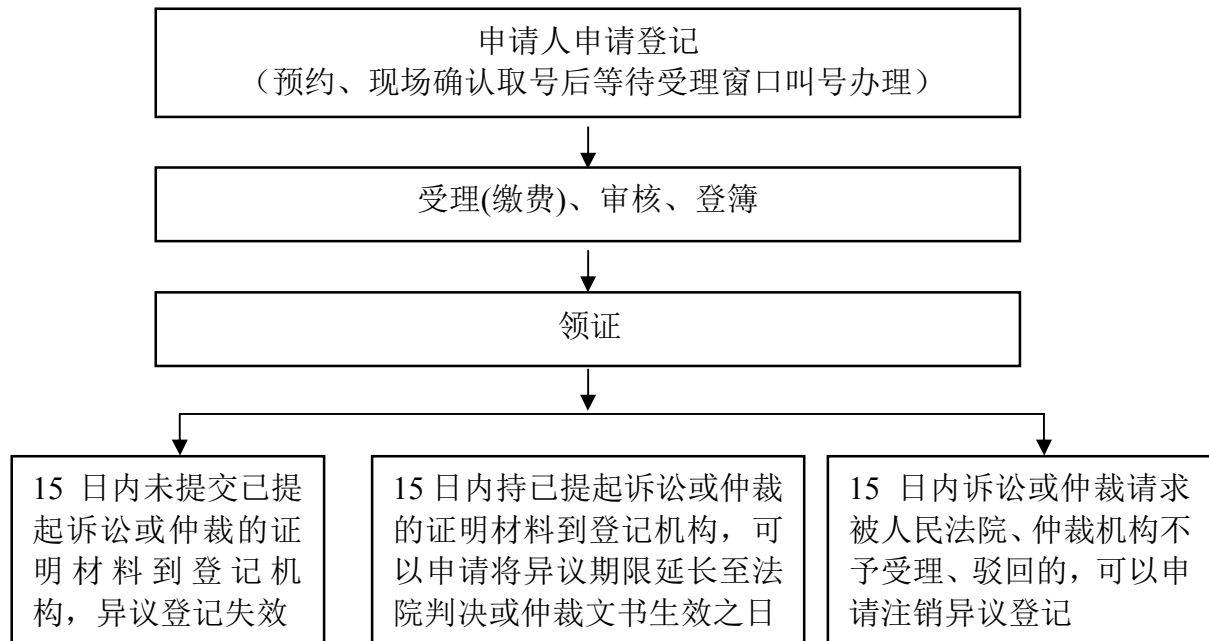 申请人申请登记
（预约、现场确认取号后等待受理窗口叫号办理）
受理(缴费)、审核、登簿
领证
15 日内未提交已提
起诉讼或仲裁的证
明材料到登记机
构，异议登记失效
15 日内持已提起诉讼或仲裁
的证明材料到登记机构，可
以申请将异议期限延长至法
院判决或仲裁文书生效之日
15 日内诉讼或仲裁请求
被人民法院、仲裁机构不
予受理、驳回的，可以申
请注销异议登记